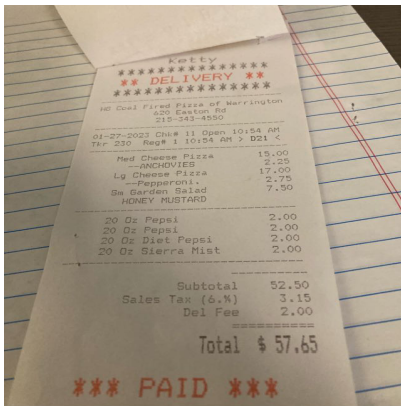 Ketty
****************
** DELIVERY **
****************
HB Coal Fired Pizza of Warrington
620 Easton Rd
215-343-4550
01-27-2023 Chk# 11 Open 10:54 AM
Tkr 230 Reg# 1 10:54 AM > D21 <
Med Cheese Pizza 15.00
--ANCHOVIES 2.25
Lg Cheese Pizza 17.00
--Pepperoni. 2.75
Sm Garden Salad 7.50
HONEY MUSTARD
20 Oz Pepsi 2.00
20 Oz Pepsi 2.00
20 Oz Diet Pepsi 2.00
20 Oz Sierra Mist 2.00
Subtotal 52.50
Sales Tax (6.%) 3.15
Del Fee 2.00
Total $ 57.65
*** PAID ***